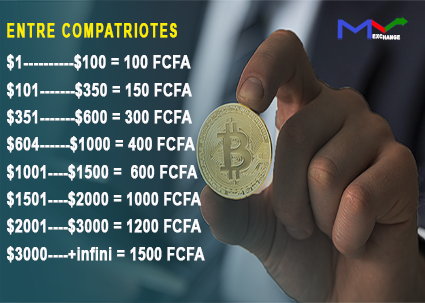 ENTRE COMPATRIOTES
MV
EXCHANGE
$1----------$100 = 100 FCFA
$101-------$350 = 150 FCFA
$351-------$600 = 300 FCFA
$604------$1000 = 400 FCFA
$1001----$1500 = 600 FCFA
$1501----$2000 = 1000 FCFA
$2001----$3000 = 1200 FCFA
$3000----+infini = 1500 FCFA